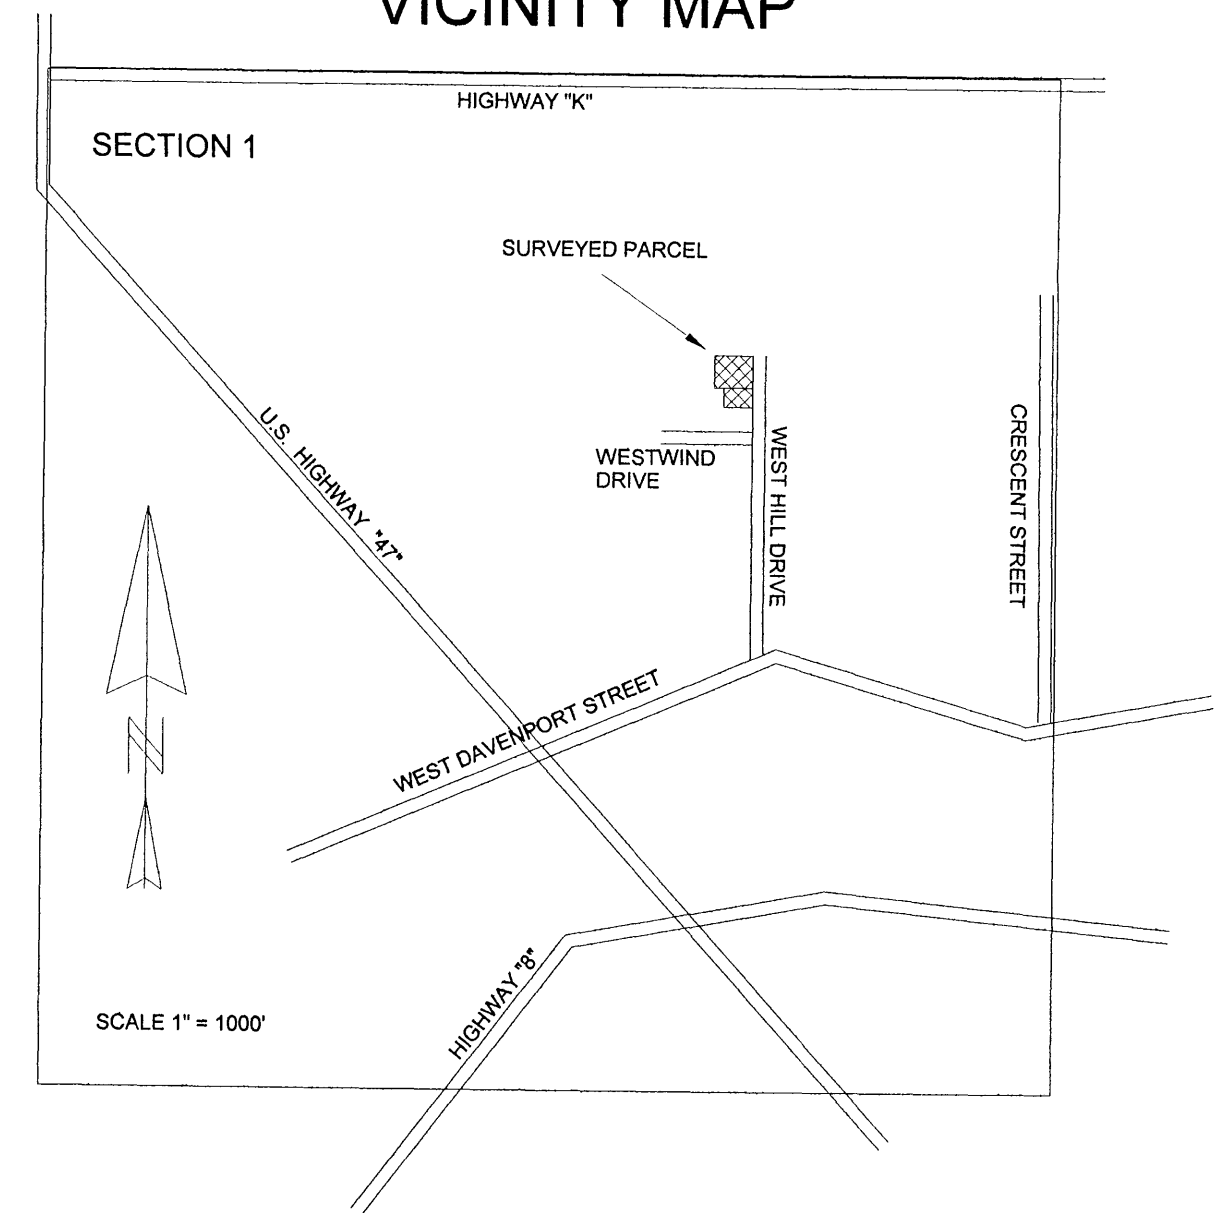 VICINITY MAP
HIGHWAY "K"
SECTION 1
SURVEYED PARCEL
U.S. HIGHWAY "47"
WESTWIND
DRIVE
WEST HILL DRIVE
CRESCENT STREET
WEST DAVENPORT STREET
N
HIGHWAY "8"
SCALE 1" = 1000'